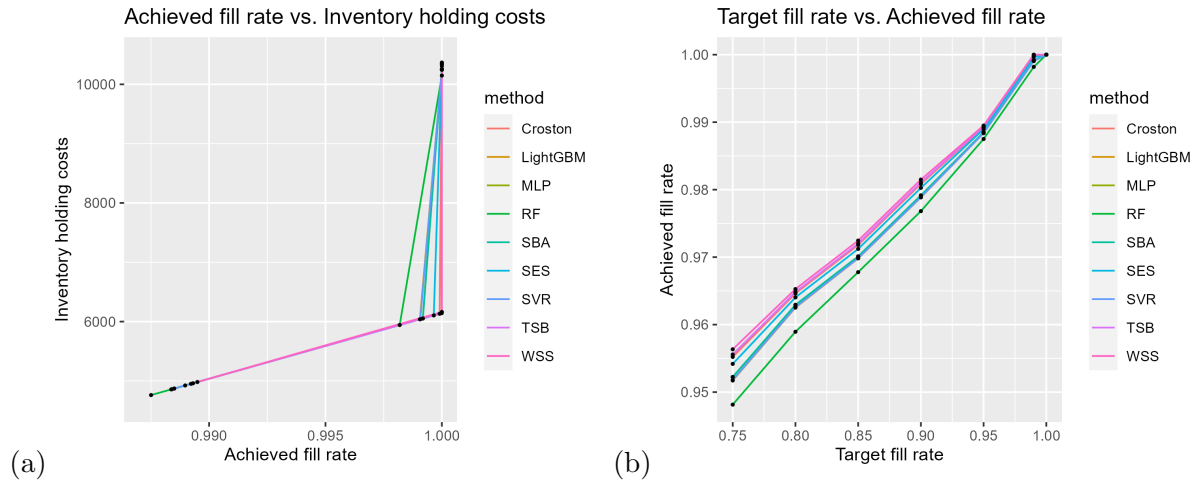 Achieved fill rate vs. Inventory holding costs
Inventory holding costs
10000
8000
6000
0.990 0.995 1.000
Achieved fill rate
method
Croston
LightGBM
MLP
RF
SBA
SES
SVR
TSB
WSS
(a)
Target fill rate vs. Achieved fill rate
Achieved fill rate
1.00
0.99
0.98
0.97
0.96
0.95
0.75 0.80 0.85 0.90 0.95 1.00
Target fill rate
method
Croston
LightGBM
MLP
RF
SBA
SES
SVR
TSB
WSS
(b)